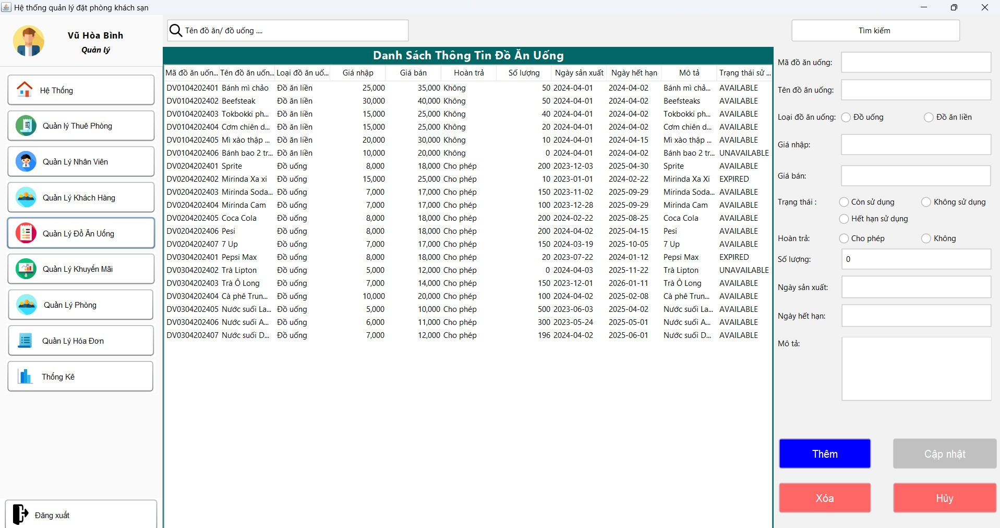 Hệ thống quản lý đặt phòng khách sạn
Vũ Hòa Bình
Quản lý
Hệ Thống
Quản lý Thuê Phòng
Quản Lý Nhân Viên
Quản Lý Khách Hàng
Quản Lý Đồ Ăn Uống
Quản Lý Khuyến Mãi
Quản Lý Phòng
Quản Lý Hóa Đơn
Thống Kê
Đăng xuất
Tên đồ ăn/ đồ uống ....
Tìm kiếm
Danh Sách Thông Tin Đồ Ăn Uống
Mã đồ ăn uốn... Tên đồ ăn uốn... Loại đồ ăn uố... Giá nhập Giá bán Hoàn trả Số lượng Ngày sản xuất Ngày hết hạn Mô tả Trạng thái sử ...
DV0104202401 Bánh mì chảo Đồ ăn liền 25,000 35,000 Không 50 2024-04-01 2024-04-02 Bánh mì chả... AVAILABLE
DV0104202402 Beefsteak Đồ ăn liền 30,000 40,000 Không 50 2024-04-01 2024-04-02 Beefsteaks AVAILABLE
DV0104202403 Tokbokki ph... Đồ ăn liền 15,000 25,000 Không 40 2024-04-01 2024-04-02 Tokbokki ph... AVAILABLE
DV0104202404 Cơm chiên d... Đồ ăn liền 15,000 25,000 Không 20 2024-04-01 2024-04-02 Cơm chiên d... AVAILABLE
DV0104202405 Mì xào thập ... Đồ ăn liền 20,000 30,000 Không 10 2024-04-01 2024-04-15 Mì xào thập ... AVAILABLE
DV0104202406 Bánh bao 2 tr... Đồ ăn liền 10,000 20,000 Không 0 2024-04-01 2024-04-02 Bánh bao 2 tr... UNAVAILABLE
DV0204202401 Sprite Đồ uống 8,000 18,000 Cho phép 200 2023-12-03 2025-04-30 Sprite AVAILABLE
DV0204202402 Mirinda Xa xi Đồ uống 15,000 25,000 Cho phép 10 2023-01-01 2024-02-22 Mirinda Xa Xi EXPIRED
DV0204202403 Mirinda Soda... Đồ uống 7,000 17,000 Cho phép 150 2023-11-02 2025-09-29 Mirinda Soda... AVAILABLE
DV0204202404 Mirinda Cam Đồ uống 7,000 17,000 Cho phép 100 2023-12-28 2025-09-29 Mirinda Cam AVAILABLE
DV0204202405 Coca Cola Đồ uống 8,000 18,000 Cho phép 200 2024-02-22 2025-08-25 Coca Cola AVAILABLE
DV0204202406 Pesi Đồ uống 8,000 18,000 Cho phép 200 2024-04-02 2025-04-15 Pesi AVAILABLE
DV0204202407 7 Up Đồ uống 7,000 17,000 Cho phép 150 2024-03-19 2025-10-05 7 Up AVAILABLE
DV0304202401 Pepsi Max Đồ uống 8,000 18,000 Cho phép 20 2023-07-22 2024-01-12 Pepsi Max EXPIRED
DV0304202402 Trà Lipton Đồ uống 5,000 12,000 Cho phép 0 2024-04-03 2025-11-22 Trà Lipton UNAVAILABLE
DV0304202403 Trà Ô Long Đồ uống 7,000 14,000 Cho phép 150 2023-12-01 2026-01-11 Trà Ô Long AVAILABLE
DV0304202404 Cà phê Trun... Đồ uống 10,000 20,000 Cho phép 100 2024-04-02 2025-02-08 Cà phê Trun... AVAILABLE
DV0304202405 Nước suối La... Đồ uống 5,000 10,000 Cho phép 500 2023-06-03 2025-04-02 Nước suối La... AVAILABLE
DV0304202406 Nước suối A... Đồ uống 6,000 11,000 Cho phép 300 2023-05-24 2025-05-01 Nước suối A... AVAILABLE
DV0304202407 Nước suối D... Đồ uống 7,000 12,000 Cho phép 196 2024-04-02 2025-06-01 Nước suối D... AVAILABLE
Mã đồ ăn uống:
Tên đồ ăn uống:
Loại đồ ăn uống: Đồ uống Đồ ăn liền
Giá nhập:
Giá bán:
Trạng thái : Còn sử dụng Không sử dụng
Hết hạn sử dụng
Hoàn trả: Cho phép Không
Số lượng: 0
Ngày sản xuất:
Ngày hết hạn:
Mô tả:
Thêm Cập nhật
Xóa Hủy